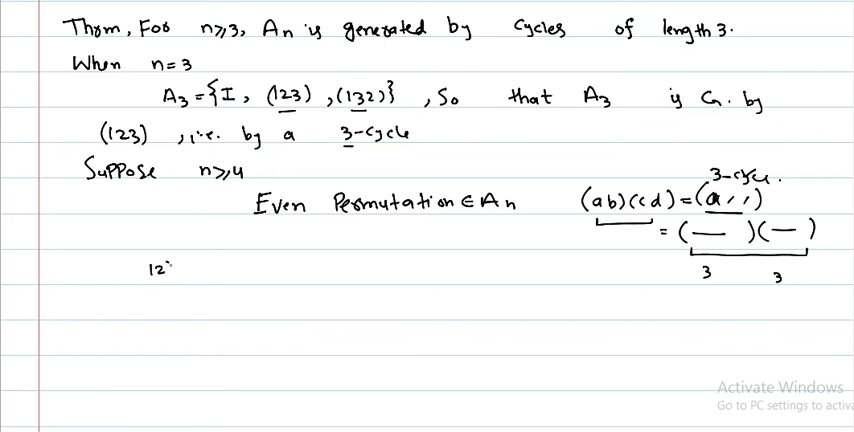 Thrm, For n≥3, An is generated by cycles of length 3.
When n=3
A3 = {I, (123), (132)}, So that A3 is G. by
(123), i.e. by a 3-cycle
Suppose n≥4
3-cycl.
Even Permutation ∈ An (ab)(cd) = (a, , )
= ( — )( — )
3 3
12
Activate Windows
Go to PC settings to activa